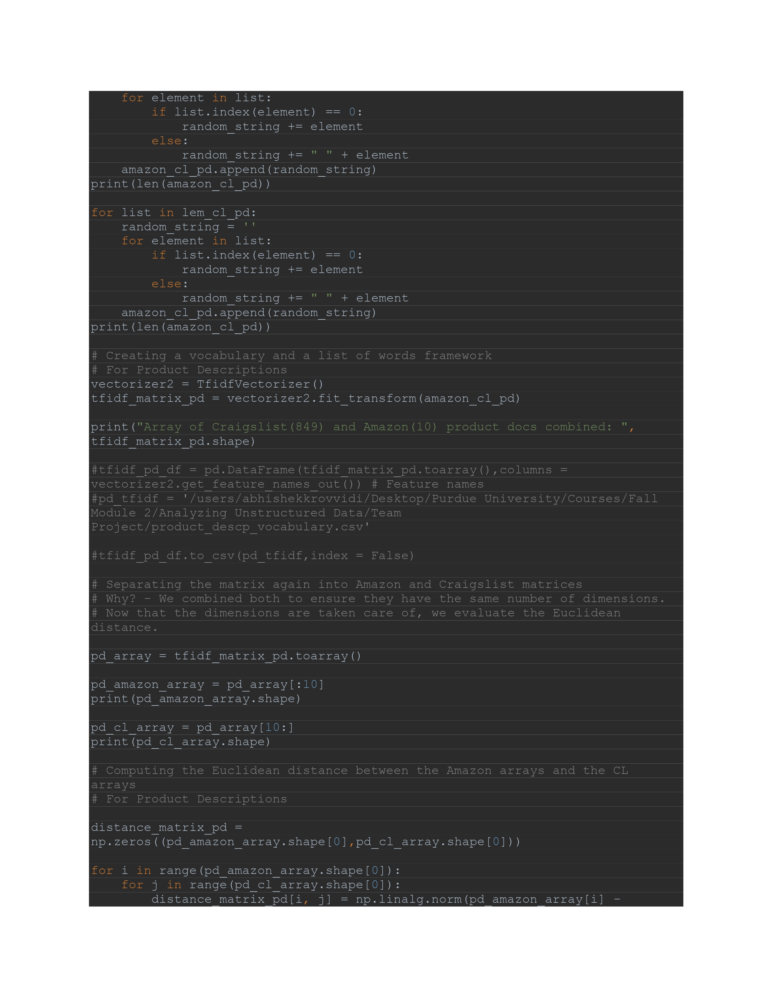 for element in list:
        if list.index(element) == 0:
            random_string += element
        else:
            random_string += " " + element
    amazon_cl_pd.append(random_string)
print(len(amazon_cl_pd))

for list in lem_cl_pd:
    random_string = ''
    for element in list:
        if list.index(element) == 0:
            random_string += element
        else:
            random_string += " " + element
    amazon_cl_pd.append(random_string)
print(len(amazon_cl_pd))

# Creating a vocabulary and a list of words framework
# For Product Descriptions
vectorizer2 = TfidfVectorizer()
tfidf_matrix_pd = vectorizer2.fit_transform(amazon_cl_pd)

print("Array of Craigslist(849) and Amazon(10) product docs combined: ",
tfidf_matrix_pd.shape)

#tfidf_pd_df = pd.DataFrame(tfidf_matrix_pd.toarray(),columns =
vectorizer2.get_feature_names_out()) # Feature names
#pd_tfidf = '/users/abhishekkrovvidi/Desktop/Purdue University/Courses/Fall
Module 2/Analyzing Unstructured Data/Team
Project/product_descp_vocabulary.csv'

#tfidf_pd_df.to_csv(pd_tfidf,index = False)

# Separating the matrix again into Amazon and Craigslist matrices
# Why? - We combined both to ensure they have the same number of dimensions.
# Now that the dimensions are taken care of, we evaluate the Euclidean
distance.

pd_array = tfidf_matrix_pd.toarray()

pd_amazon_array = pd_array[:10]
print(pd_amazon_array.shape)

pd_cl_array = pd_array[10:]
print(pd_cl_array.shape)

# Computing the Euclidean distance between the Amazon arrays and the CL
arrays
# For Product Descriptions

distance_matrix_pd =
np.zeros((pd_amazon_array.shape[0],pd_cl_array.shape[0]))

for i in range(pd_amazon_array.shape[0]):
    for j in range(pd_cl_array.shape[0]):
        distance_matrix_pd[i, j] = np.linalg.norm(pd_amazon_array[i] -